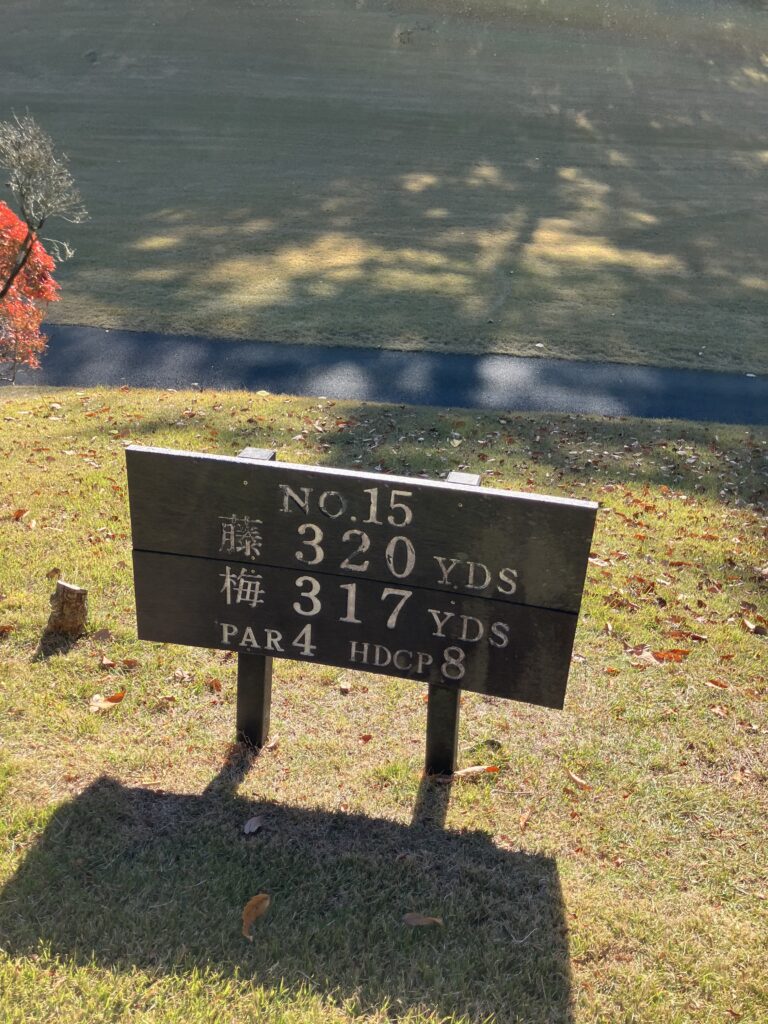 NO.15
藤 320 YDS
梅 317 YDS
PAR 4 HDCP 8